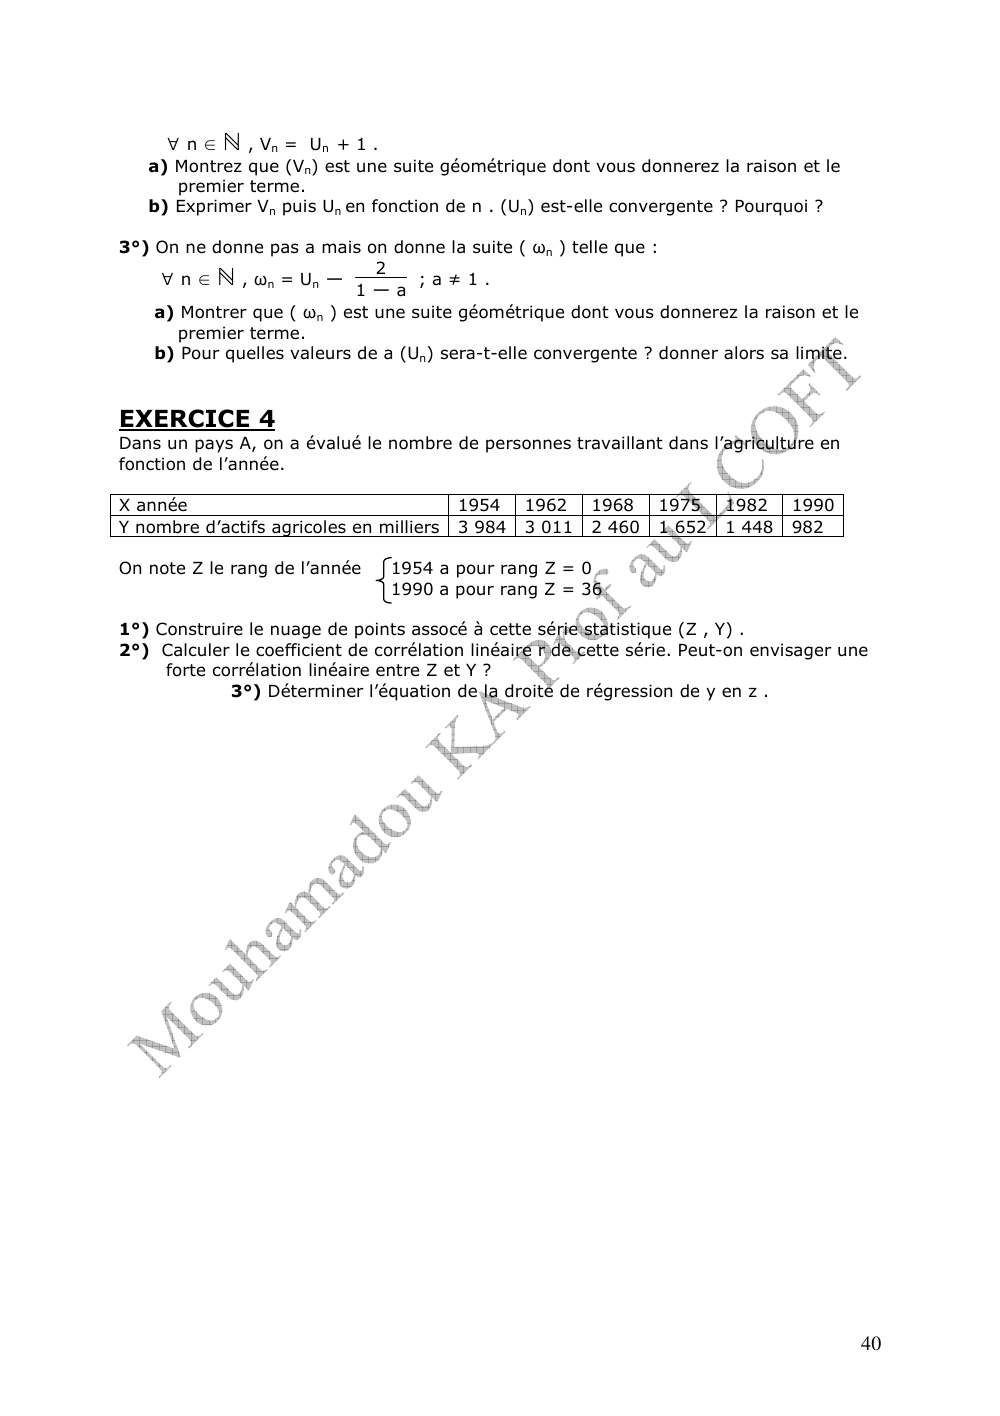 ∀ n ∈ ℕ , Vn = Un + 1 .
a) Montrez que (Vn) est une suite géométrique dont vous donnerez la raison et le
premier terme.
b) Exprimer Vn puis Un en fonction de n . (Un) est-elle convergente ? Pourquoi ?
3°) On ne donne pas a mais on donne la suite ( ωn ) telle que :
∀ n ∈ ℕ , ωn = Un — 2 / (1 — a) ; a ≠ 1 .
a) Montrer que ( ωn ) est une suite géométrique dont vous donnerez la raison et le
premier terme.
b) Pour quelles valeurs de a (Un) sera-t-elle convergente ? donner alors sa limite.
EXERCICE 4
Dans un pays A, on a évalué le nombre de personnes travaillant dans l’agriculture en
fonction de l’année.
X année 1954 1962 1968 1975 1982 1990
Y nombre d’actifs agricoles en milliers 3 984 3 011 2 460 1 652 1 448 982
On note Z le rang de l’année { 1954 a pour rang Z = 0
1990 a pour rang Z = 36
1°) Construire le nuage de points assocé à cette série statistique (Z , Y) .
2°) Calculer le coefficient de corrélation linéaire r de cette série. Peut-on envisager une
forte corrélation linéaire entre Z et Y ?
3°) Déterminer l’équation de la droite de régression de y en z .
Mouhamadou KA Prof au LCOFT
40